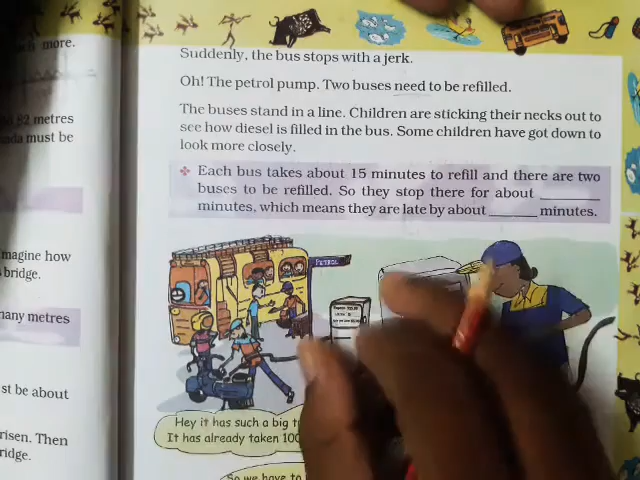 ch more.
Suddenly, the bus stops with a jerk.
Oh! The petrol pump. Two buses need to be refilled.
The buses stand in a line. Children are sticking their necks out to
see how diesel is filled in the bus. Some children have got down to
look more closely.
❖ Each bus takes about 15 minutes to refill and there are two
buses to be refilled. So they stop there for about ______
minutes, which means they are late by about ______ minutes.
PETROL
Hey it has such a big t
It has already taken 100
So we have to
82 metres
nda must be
magine how
bridge.
many metres
st be about
risen. Then
ridge.